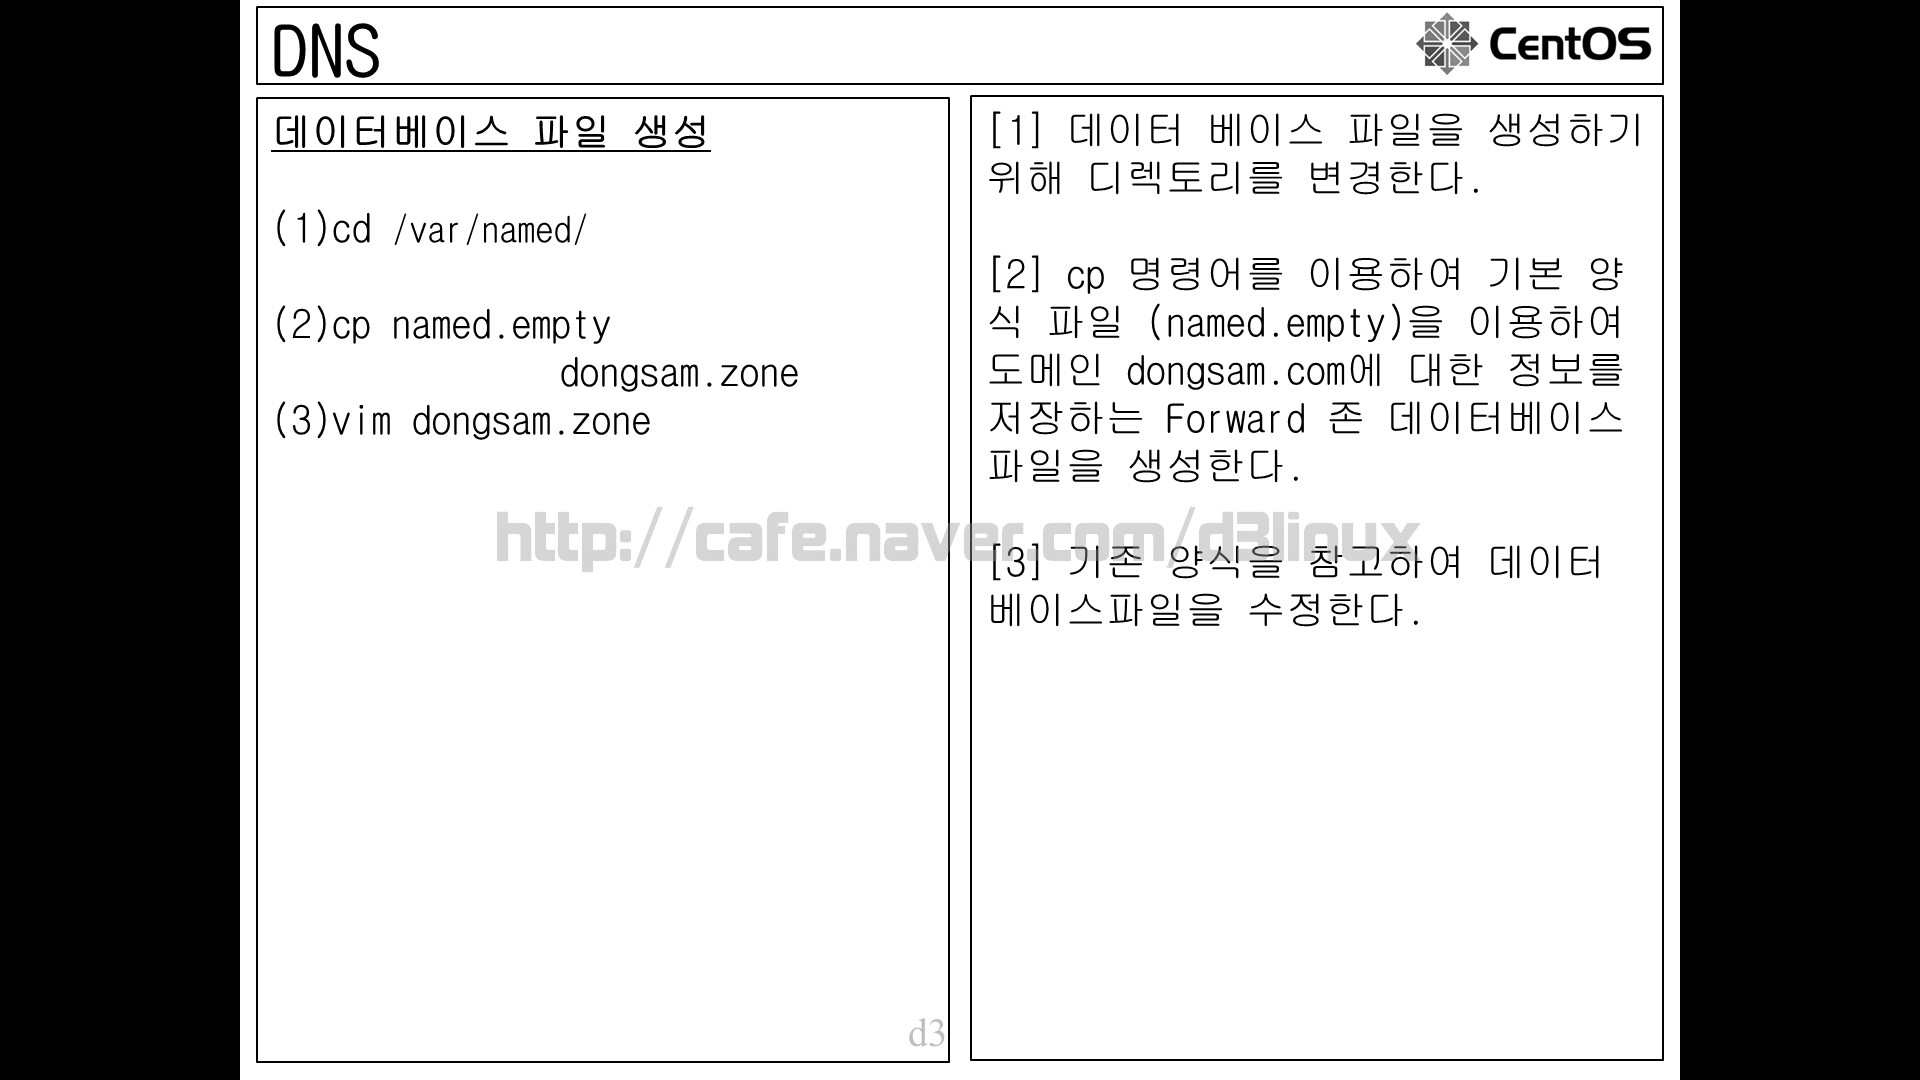 DNS
CentOS
데이터베이스 파일 생성
(1)cd /var/named/
(2)cp named.empty
dongsam.zone
(3)vim dongsam.zone
[1] 데이터 베이스 파일을 생성하기
위해 디렉토리를 변경한다.
[2] cp 명령어를 이용하여 기본 양
식 파일 (named.empty)을 이용하여
도메인 dongsam.com에 대한 정보를
저장하는 Forward 존 데이터베이스
파일을 생성한다.
http://cafe.naver.com/d3linux
[3] 기존 양식을 참고하여 데이터
베이스파일을 수정한다.
d3